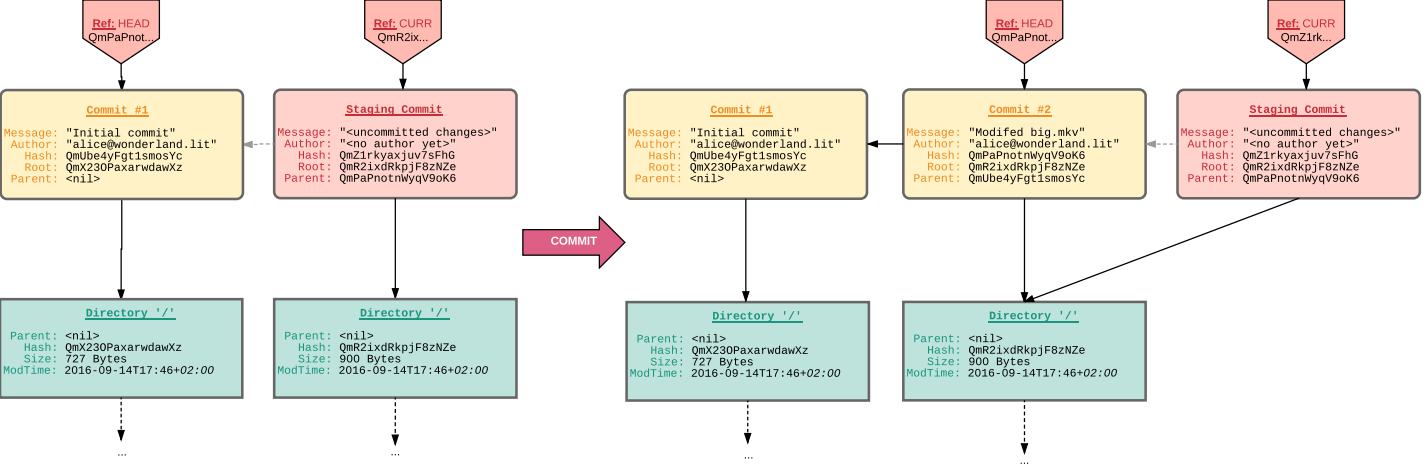 Ref: HEAD
QmPaPnot...
Ref: CURR
QmR2ix...
Ref: HEAD
QmPaPnot...
Ref: CURR
QmZ1rk...
Commit #1
Message: "Initial commit"
Author: "alice@wonderland.lit"
Hash: QmUbe4yFgt1smosYc
Root: QmX23OPaxarwdawXz
Parent: <nil>
Staging Commit
Message: "<uncommitted changes>"
Author: "<no author yet>"
Hash: QmZ1rkyaxjuv7sFhG
Root: QmR2ixdRkpjF8zNZe
Parent: QmPaPnotnWyqV9oK6
Commit #1
Message: "Initial commit"
Author: "alice@wonderland.lit"
Hash: QmUbe4yFgt1smosYc
Root: QmX23OPaxarwdawXz
Parent: <nil>
Commit #2
Message: "Modifed big.mkv"
Author: "alice@wonderland.lit"
Hash: QmPaPnotnWyqV9oK6
Root: QmR2ixdRkpjF8zNZe
Parent: QmUbe4yFgt1smosYc
Staging Commit
Message: "<uncommitted changes>"
Author: "<no author yet>"
Hash: QmZ1rkyaxjuv7sFhG
Root: QmR2ixdRkpjF8zNZe
Parent: QmPaPnotnWyqV9oK6
COMMIT
Directory '/'
Parent: <nil>
Hash: QmX23OPaxarwdawXz
Size: 727 Bytes
ModTime: 2016-09-14T17:46+02:00
...
Directory '/'
Parent: <nil>
Hash: QmR2ixdRkpjF8zNZe
Size: 900 Bytes
ModTime: 2016-09-14T17:46+02:00
...
Directory '/'
Parent: <nil>
Hash: QmX23OPaxarwdawXz
Size: 727 Bytes
ModTime: 2016-09-14T17:46+02:00
...
Directory '/'
Parent: <nil>
Hash: QmR2ixdRkpjF8zNZe
Size: 900 Bytes
ModTime: 2016-09-14T17:46+02:00
...